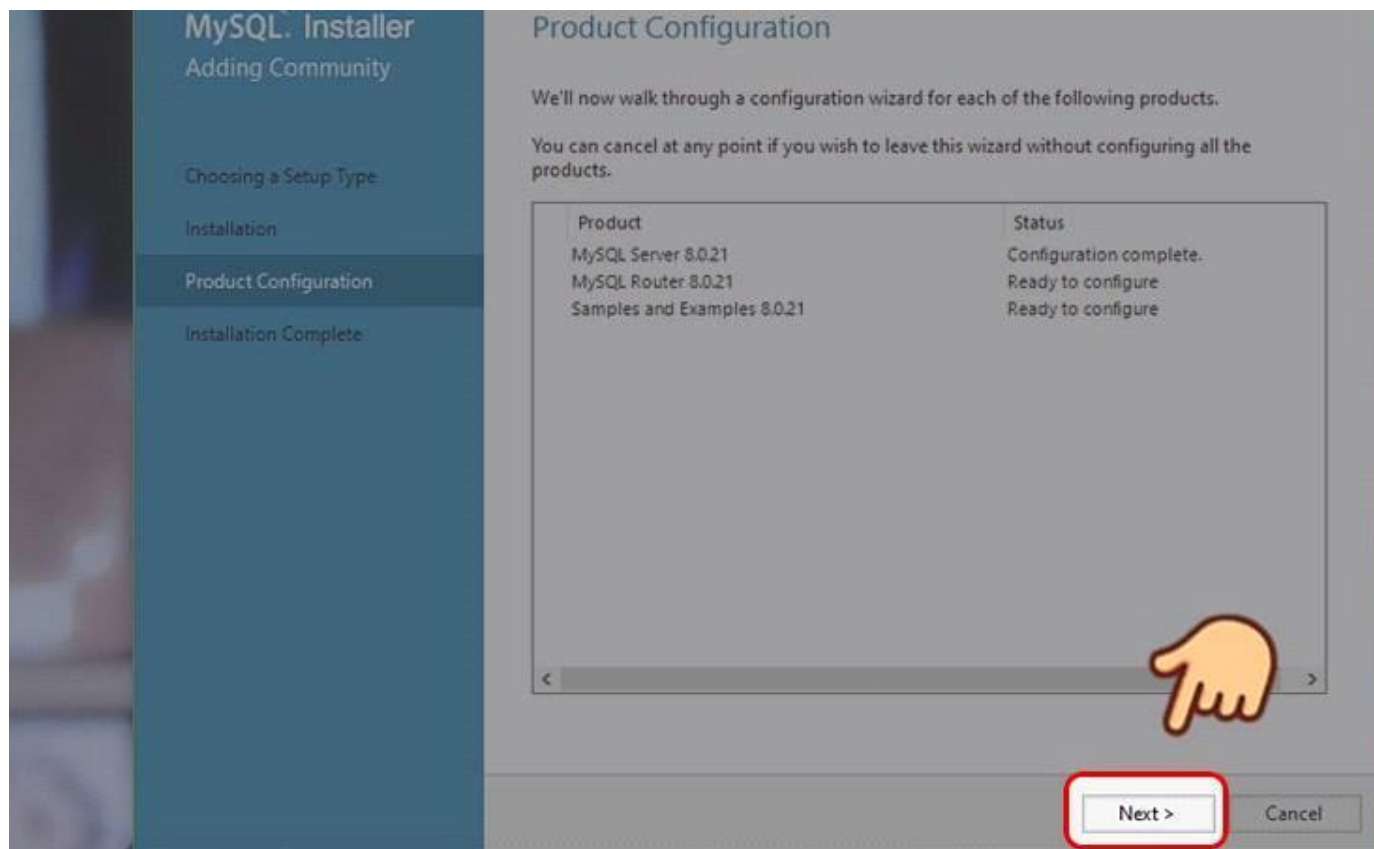 MySQL. Installer
Adding Community
Choosing a Setup Type
Installation
Product Configuration
Installation Complete
Product Configuration
We'll now walk through a configuration wizard for each of the following products.
You can cancel at any point if you wish to leave this wizard without configuring all the
products.
Product Status
MySQL Server 8.0.21 Configuration complete.
MySQL Router 8.0.21 Ready to configure
Samples and Examples 8.0.21 Ready to configure
Next > Cancel